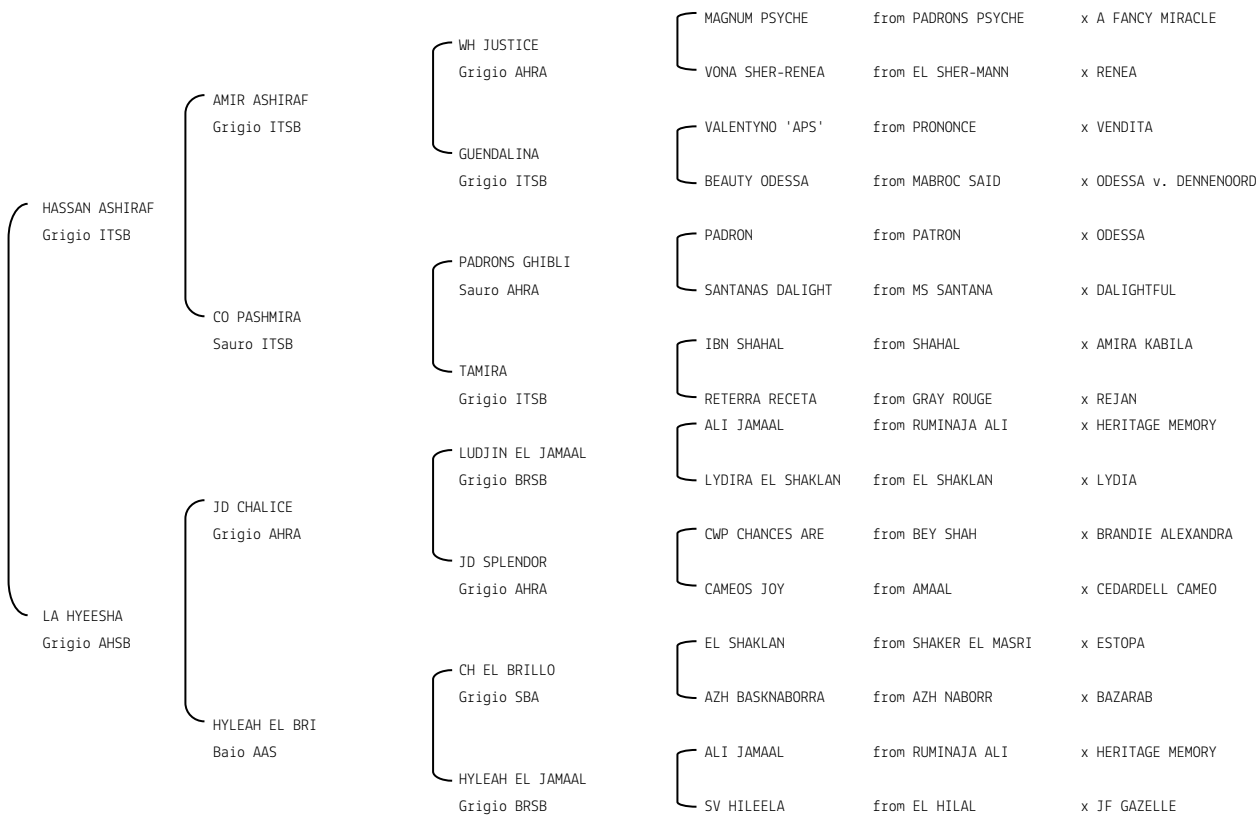 MAGNUM PSYCHE from PADRONS PSYCHE x A FANCY MIRACLE
WH JUSTICE
Grigio AHRA
VONA SHER-RENEA from EL SHER-MANN x RENEA
AMIR ASHIRAF
Grigio ITSB
VALENTYNO 'APS' from PRONONCE x VENDITA
GUENDALINA
Grigio ITSB
BEAUTY ODESSA from MABROC SAID x ODESSA v. DENNENOORD
HASSAN ASHIRAF
Grigio ITSB
PADRON from PATRON x ODESSA
PADRONS GHIBLI
Sauro AHRA
SANTANAS DALIGHT from MS SANTANA x DALIGHTFUL
CO PASHMIRA
Sauro ITSB
IBN SHAHAL from SHAHAL x AMIRA KABILA
TAMIRA
Grigio ITSB
RETERRA RECETA from GRAY ROUGE x REJAN
ALI JAMAAL from RUMINAJA ALI x HERITAGE MEMORY
LUDJIN EL JAMAAL
Grigio BRSB
LYDIRA EL SHAKLAN from EL SHAKLAN x LYDIA
JD CHALICE
Grigio AHRA
CWP CHANCES ARE from BEY SHAH x BRANDIE ALEXANDRA
JD SPLENDOR
Grigio AHRA
CAMEOS JOY from AMAAL x CEDARDELL CAMEO
LA HYEESHA
Grigio AHSB
EL SHAKLAN from SHAKER EL MASRI x ESTOPA
CH EL BRILLO
Grigio SBA
AZH BASKNABORRA from AZH NABORR x BAZARAB
HYLEAH EL BRI
Baio AAS
ALI JAMAAL from RUMINAJA ALI x HERITAGE MEMORY
HYLEAH EL JAMAAL
Grigio BRSB
SV HILEELA from EL HILAL x JF GAZELLE